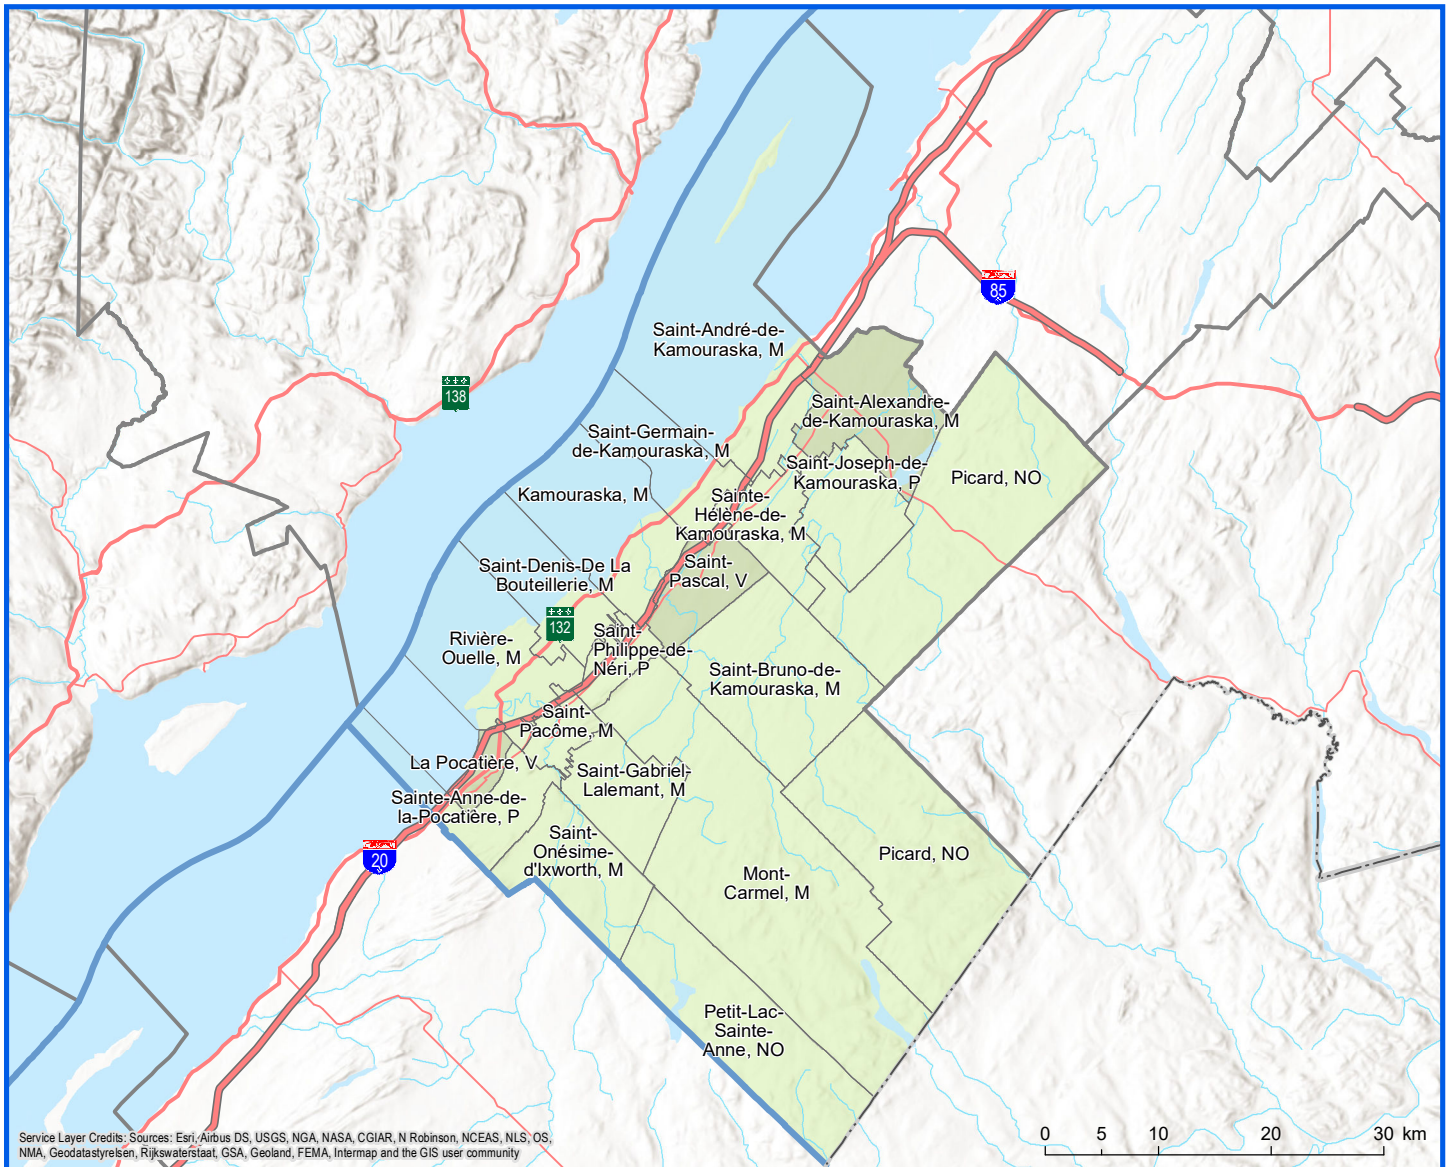 85
Saint-André-de-
Kamouraska, M
138
Saint-Alexandre-
de-Kamouraska, M
Saint-Germain-
de-Kamouraska, M
Saint-Joseph-de-
Kamouraska, P
Picard, NO
Kamouraska, M
Sainte-
Hélène-de-
Kamouraska, M
Saint-
Pascal, V
Saint-Denis-De La
Bouteillerie, M
132
Rivière-
Ouelle, M
Saint-
Philippe-de-
Néri, P
Saint-Bruno-de-
Kamouraska, M
Saint-
Pacôme, M
La Pocatière, V
Saint-Gabriel-
Lalemant, M
Sainte-Anne-de-
la-Pocatière, P
20
Saint-
Onésime-
d'Ixworth, M
Picard, NO
Mont-
Carmel, M
Petit-Lac-
Sainte-
Anne, NO
0 5 10 20 30 km
Service Layer Credits: Sources: Esri, Airbus DS, USGS, NGA, NASA, CGIAR, N Robinson, NCEAS, NLS, OS,
NMA, Geodatastyrelsen, Rijkswaterstaat, GSA, Geoland, FEMA, Intermap and the GIS user community